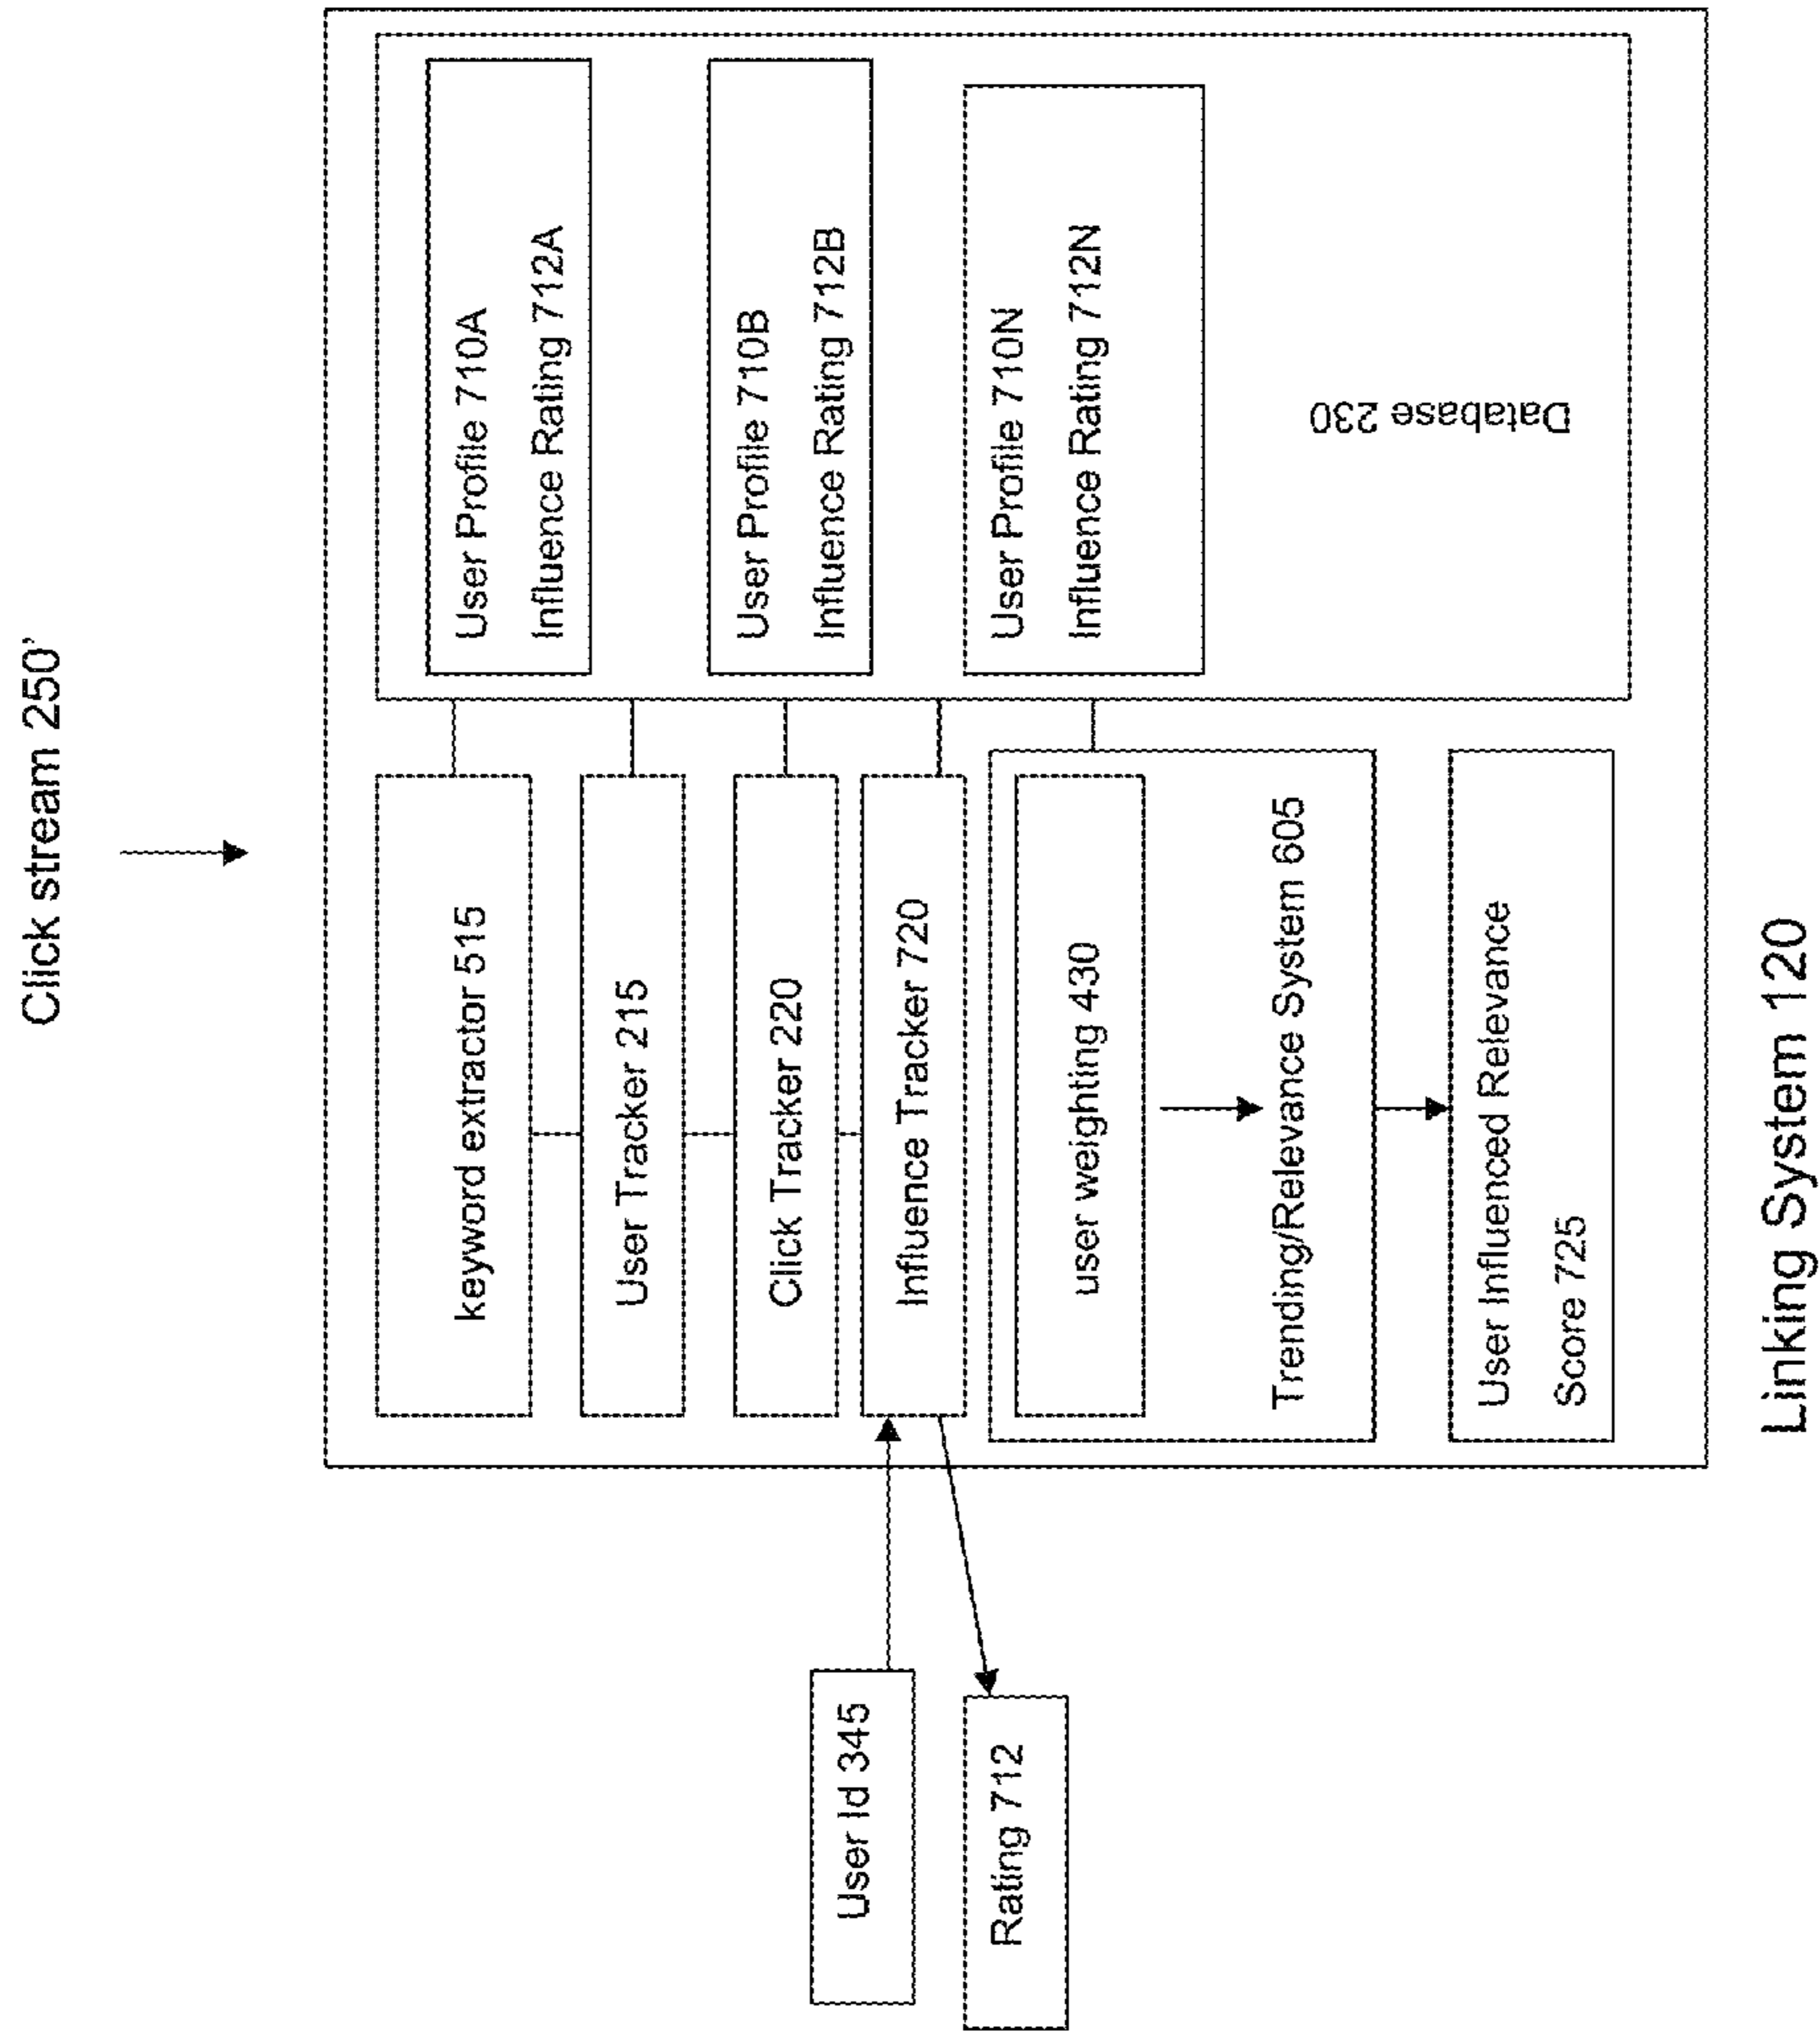 Click stream 250'
keyword extractor 515
User Tracker 215
Click Tracker 220
Influence Tracker 720
user weighting 430
Trending/Relevance System 605
User Influenced Relevance
Score 725
User Profile 710A
Influence Rating 712A
User Profile 710B
Influence Rating 712B
User Profile 710N
Influence Rating 712N
Database 230
User Id 345
Rating 712
Linking System 120